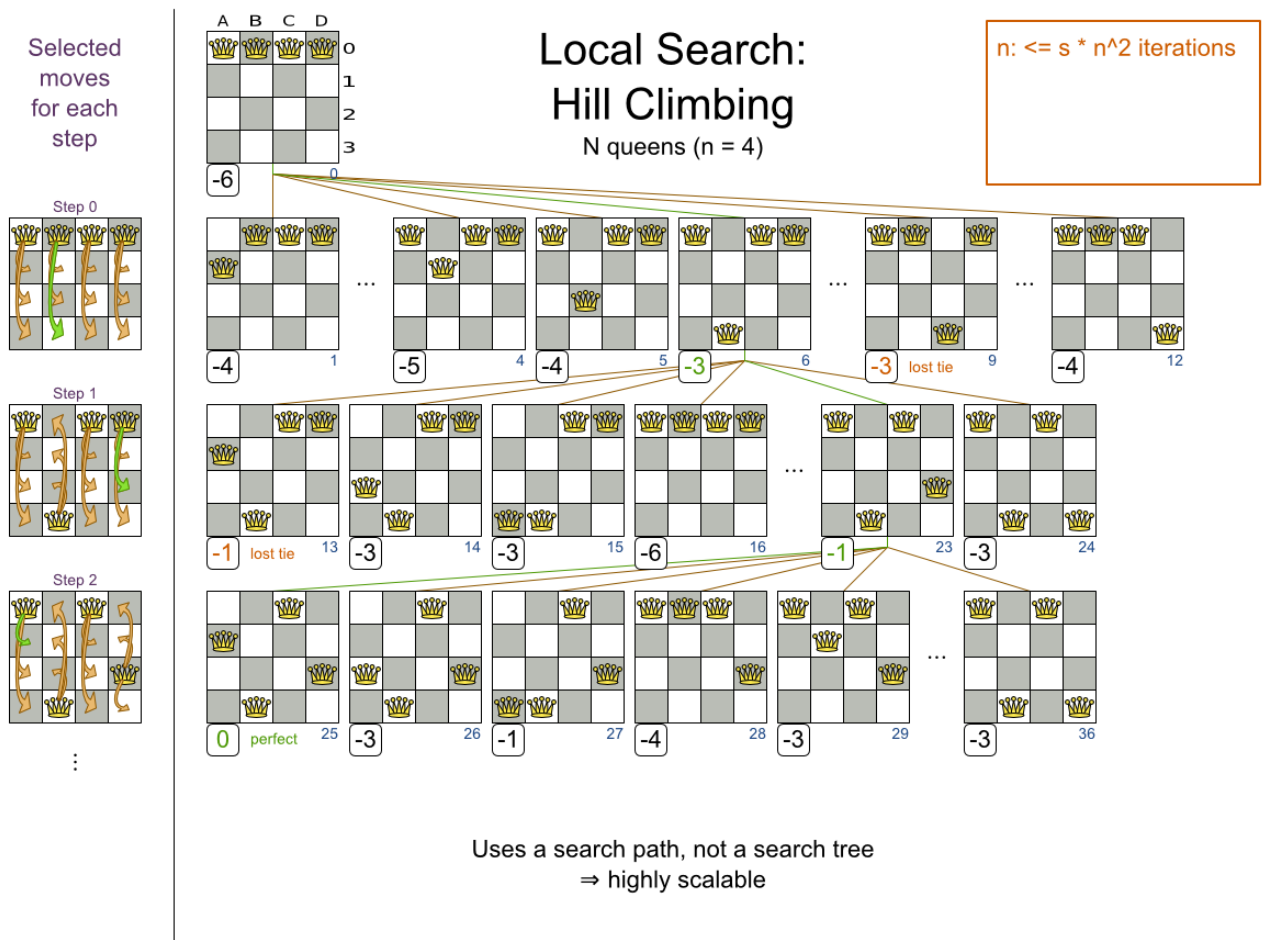 Selected
moves
for each
step
A B C D
0
1
2
3
-6
0
Local Search:
Hill Climbing
N queens (n = 4)
n: <= s * n^2 iterations
Step 0
...
...
...
-4
1
-5
4
-4
5
-3
6
-3
lost tie
9
-4
12
Step 1
...
-1
lost tie
13
-3
14
-3
15
-6
16
-1
23
-3
24
Step 2
...
0
perfect
25
-3
26
-1
27
-4
28
-3
29
-3
36
⋮
Uses a search path, not a search tree
⇒ highly scalable